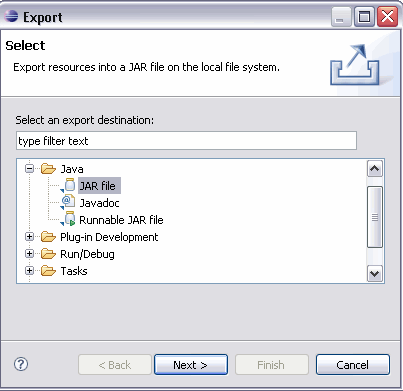 Export
Select
Export resources into a JAR file on the local file system.
Select an export destination:
type filter text
Java
JAR file
Javadoc
Runnable JAR file
Plug-in Development
Run/Debug
Tasks
? < Back Next > Finish Cancel